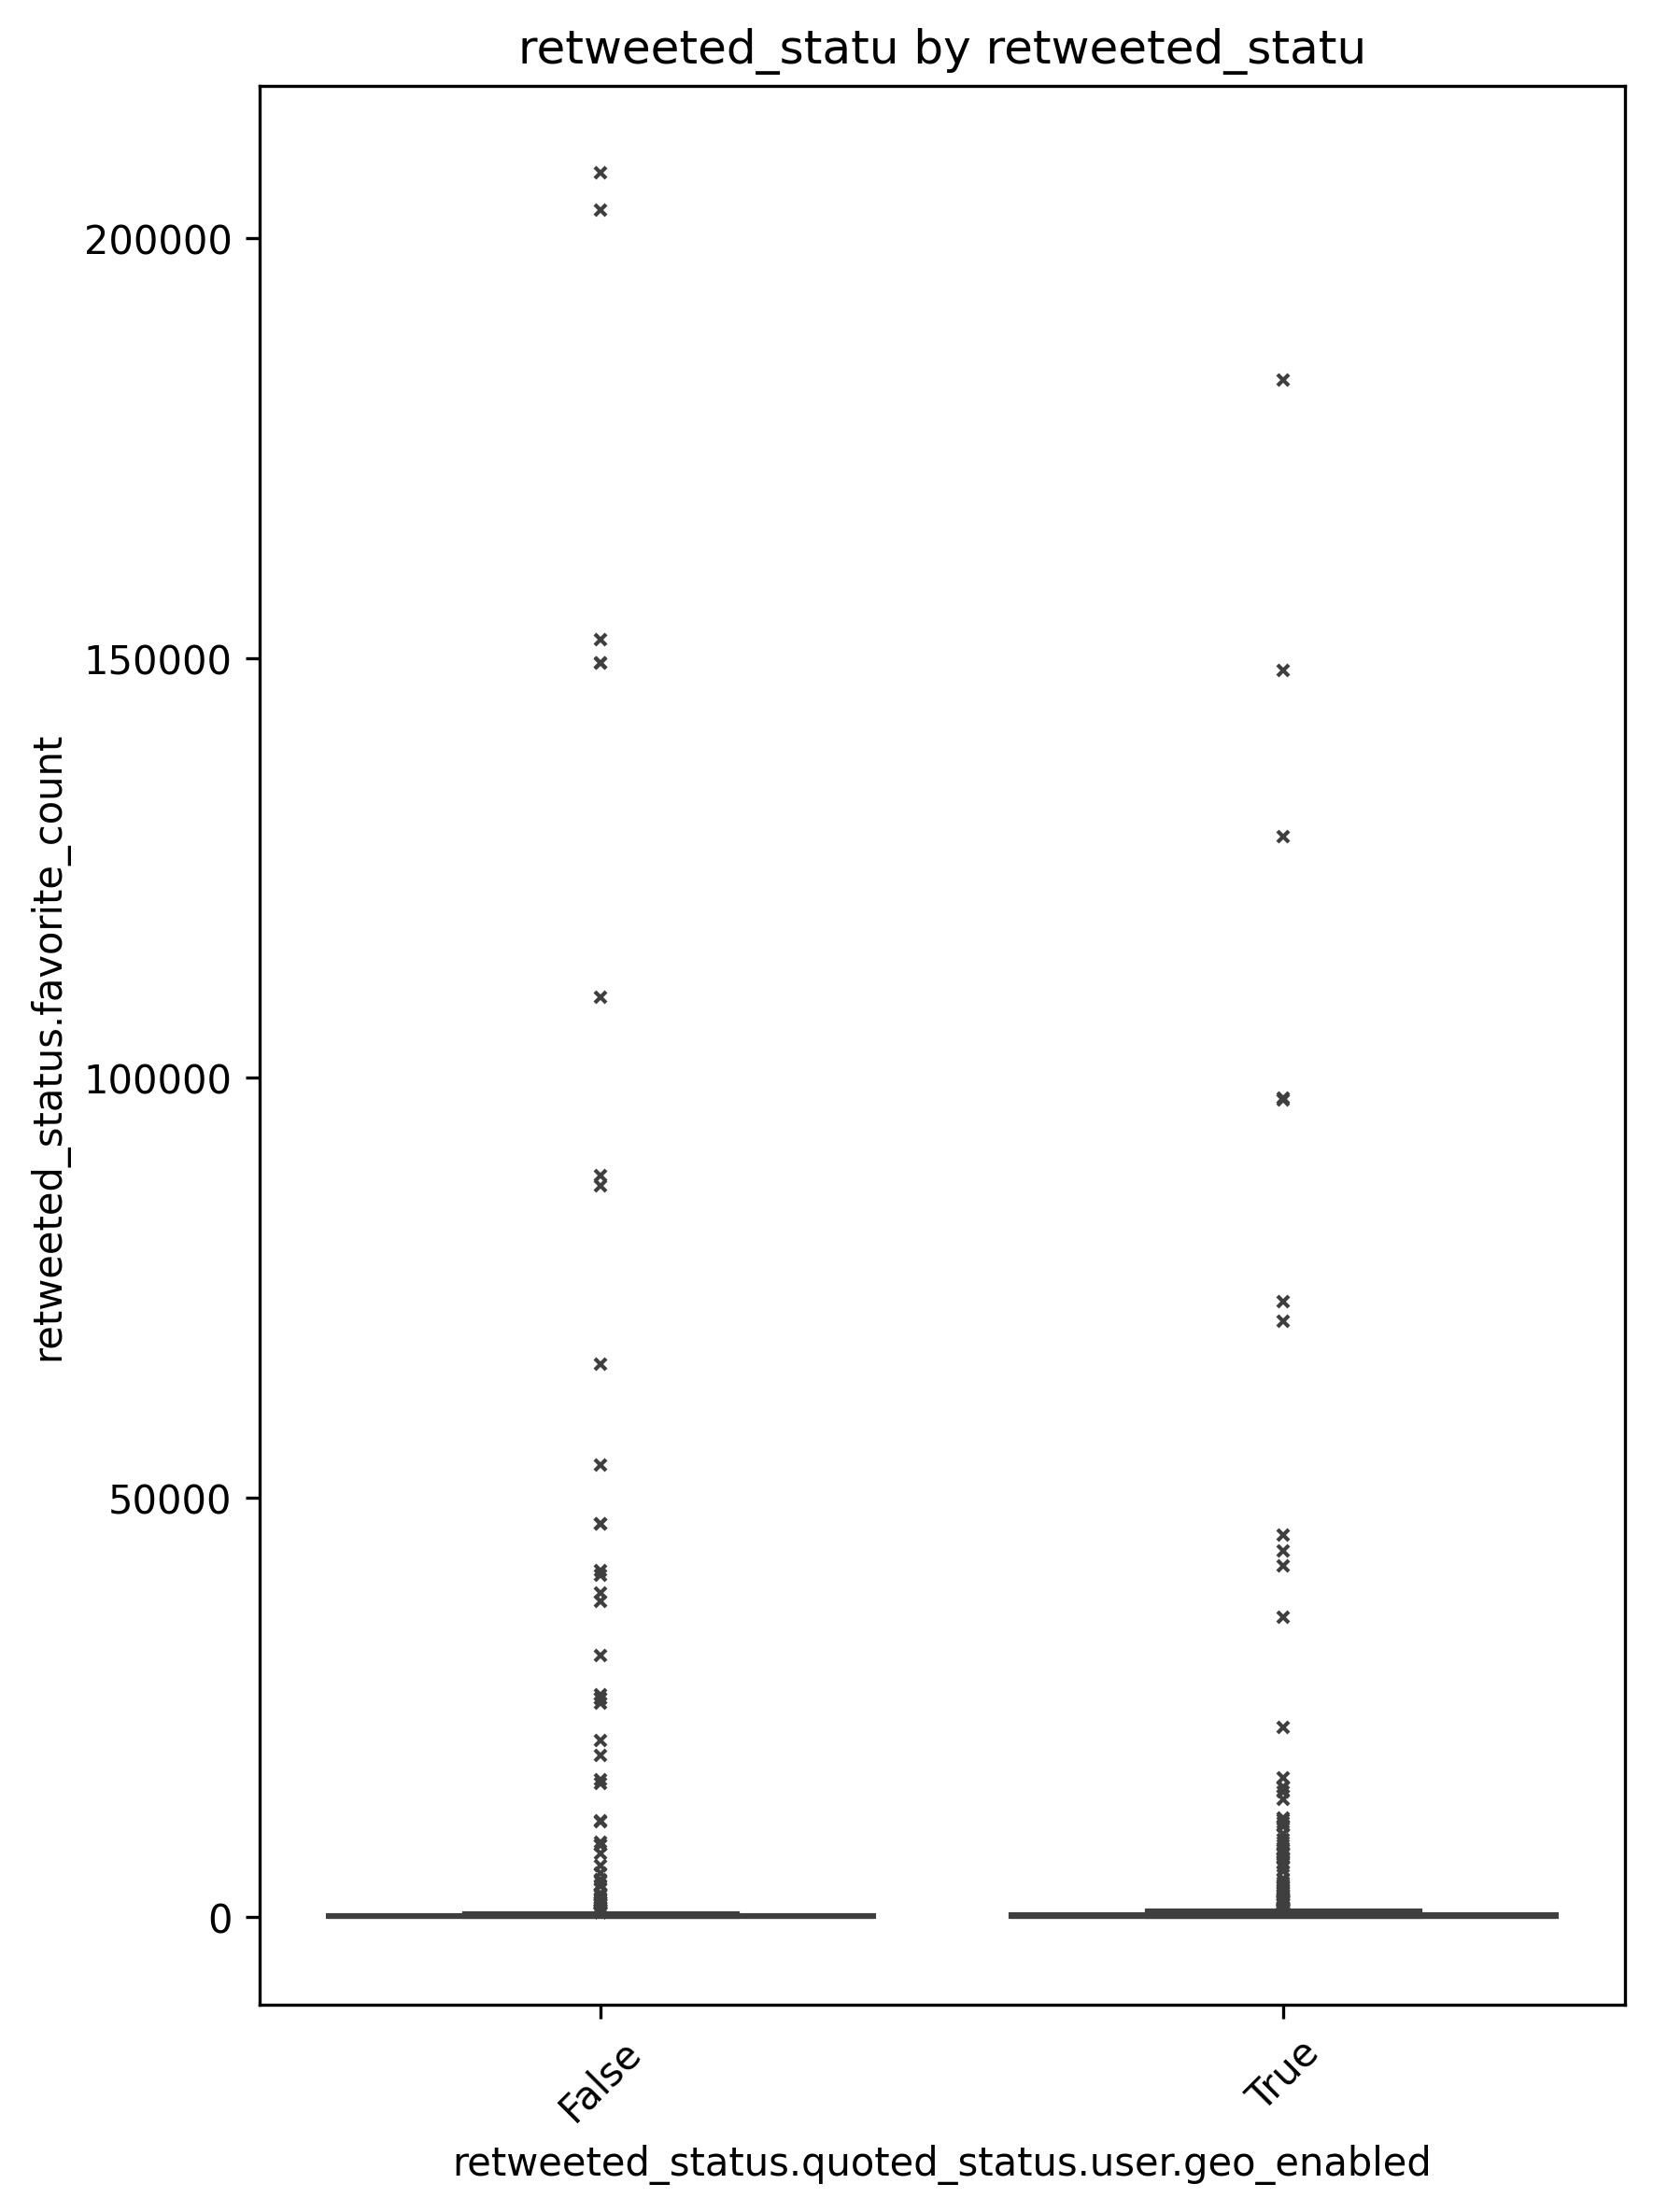 retweeted_statu by retweeted_statu
retweeted_status.favorite_count
200000
150000
100000
50000
0
False
True
retweeted_status.quoted_status.user.geo_enabled